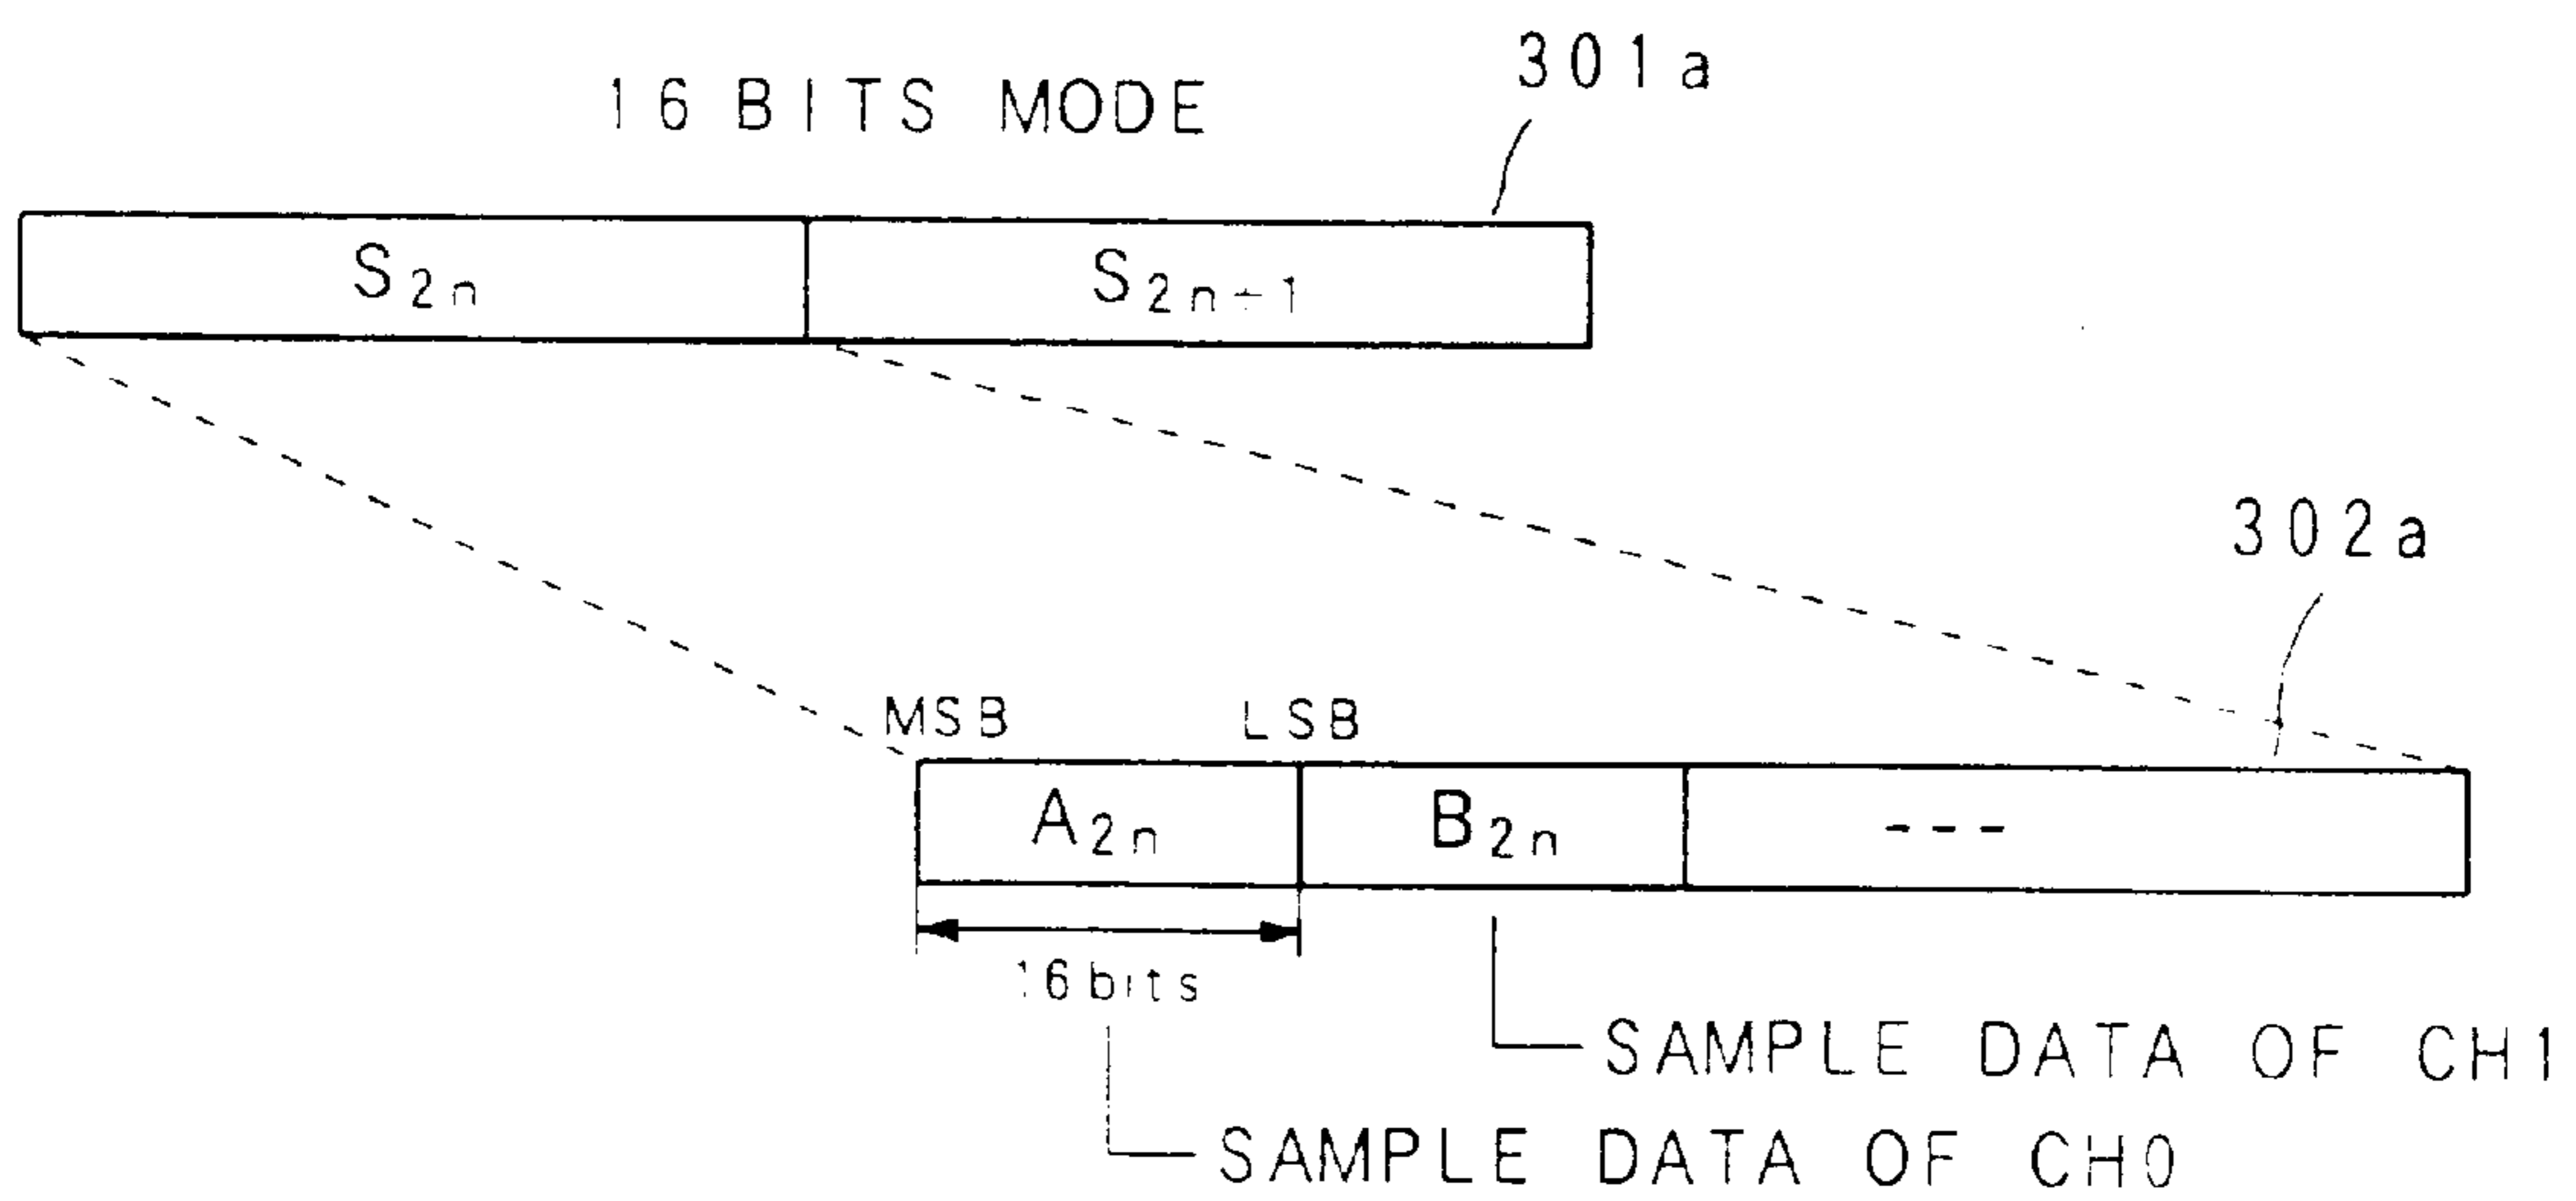 301a
16 BITS MODE
S2n S2n+1
302a
MSB LSB
A2n B2n ---
16bits
SAMPLE DATA OF CH1
SAMPLE DATA OF CH0